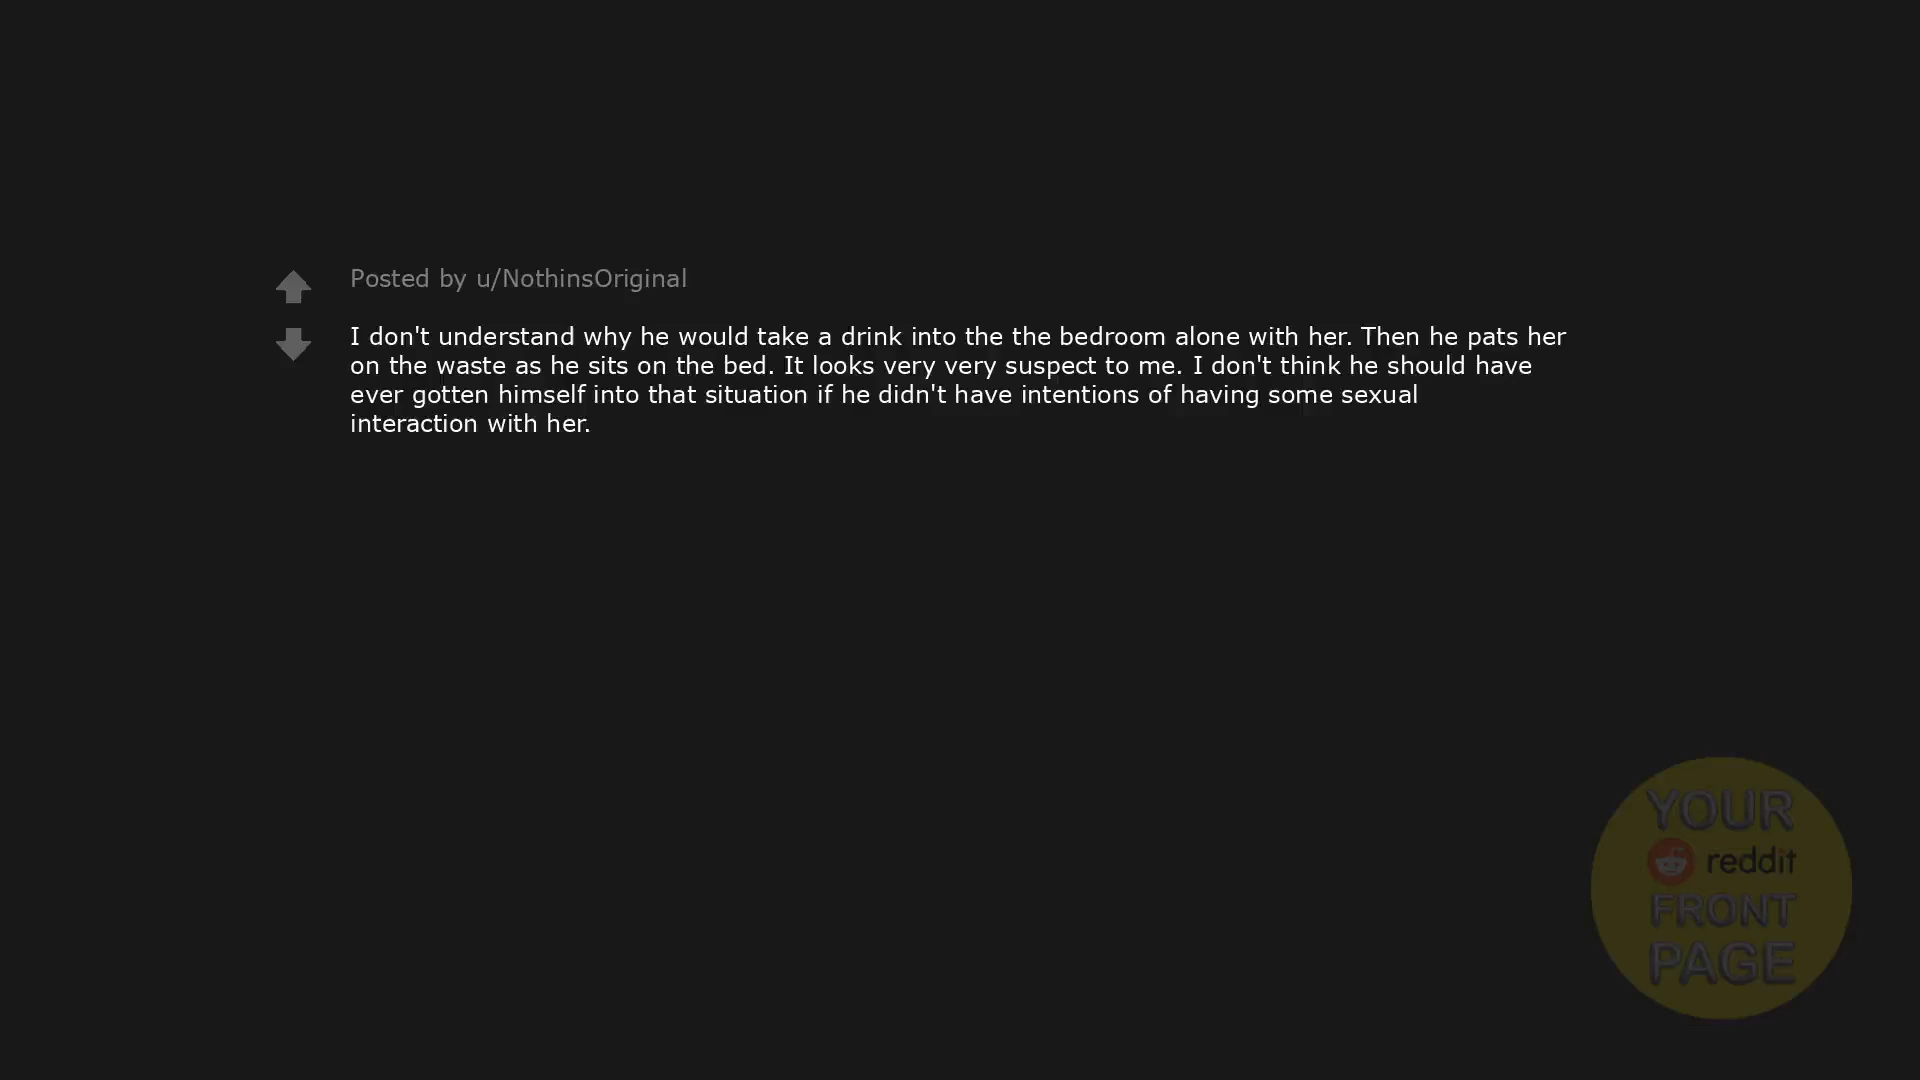 Posted by u/NothinsOriginal
I don't understand why he would take a drink into the the bedroom alone with her. Then he pats her
on the waste as he sits on the bed. It looks very very suspect to me. I don't think he should have
ever gotten himself into that situation if he didn't have intentions of having some sexual
interaction with her.
YOUR
reddit
FRONT
PAGE